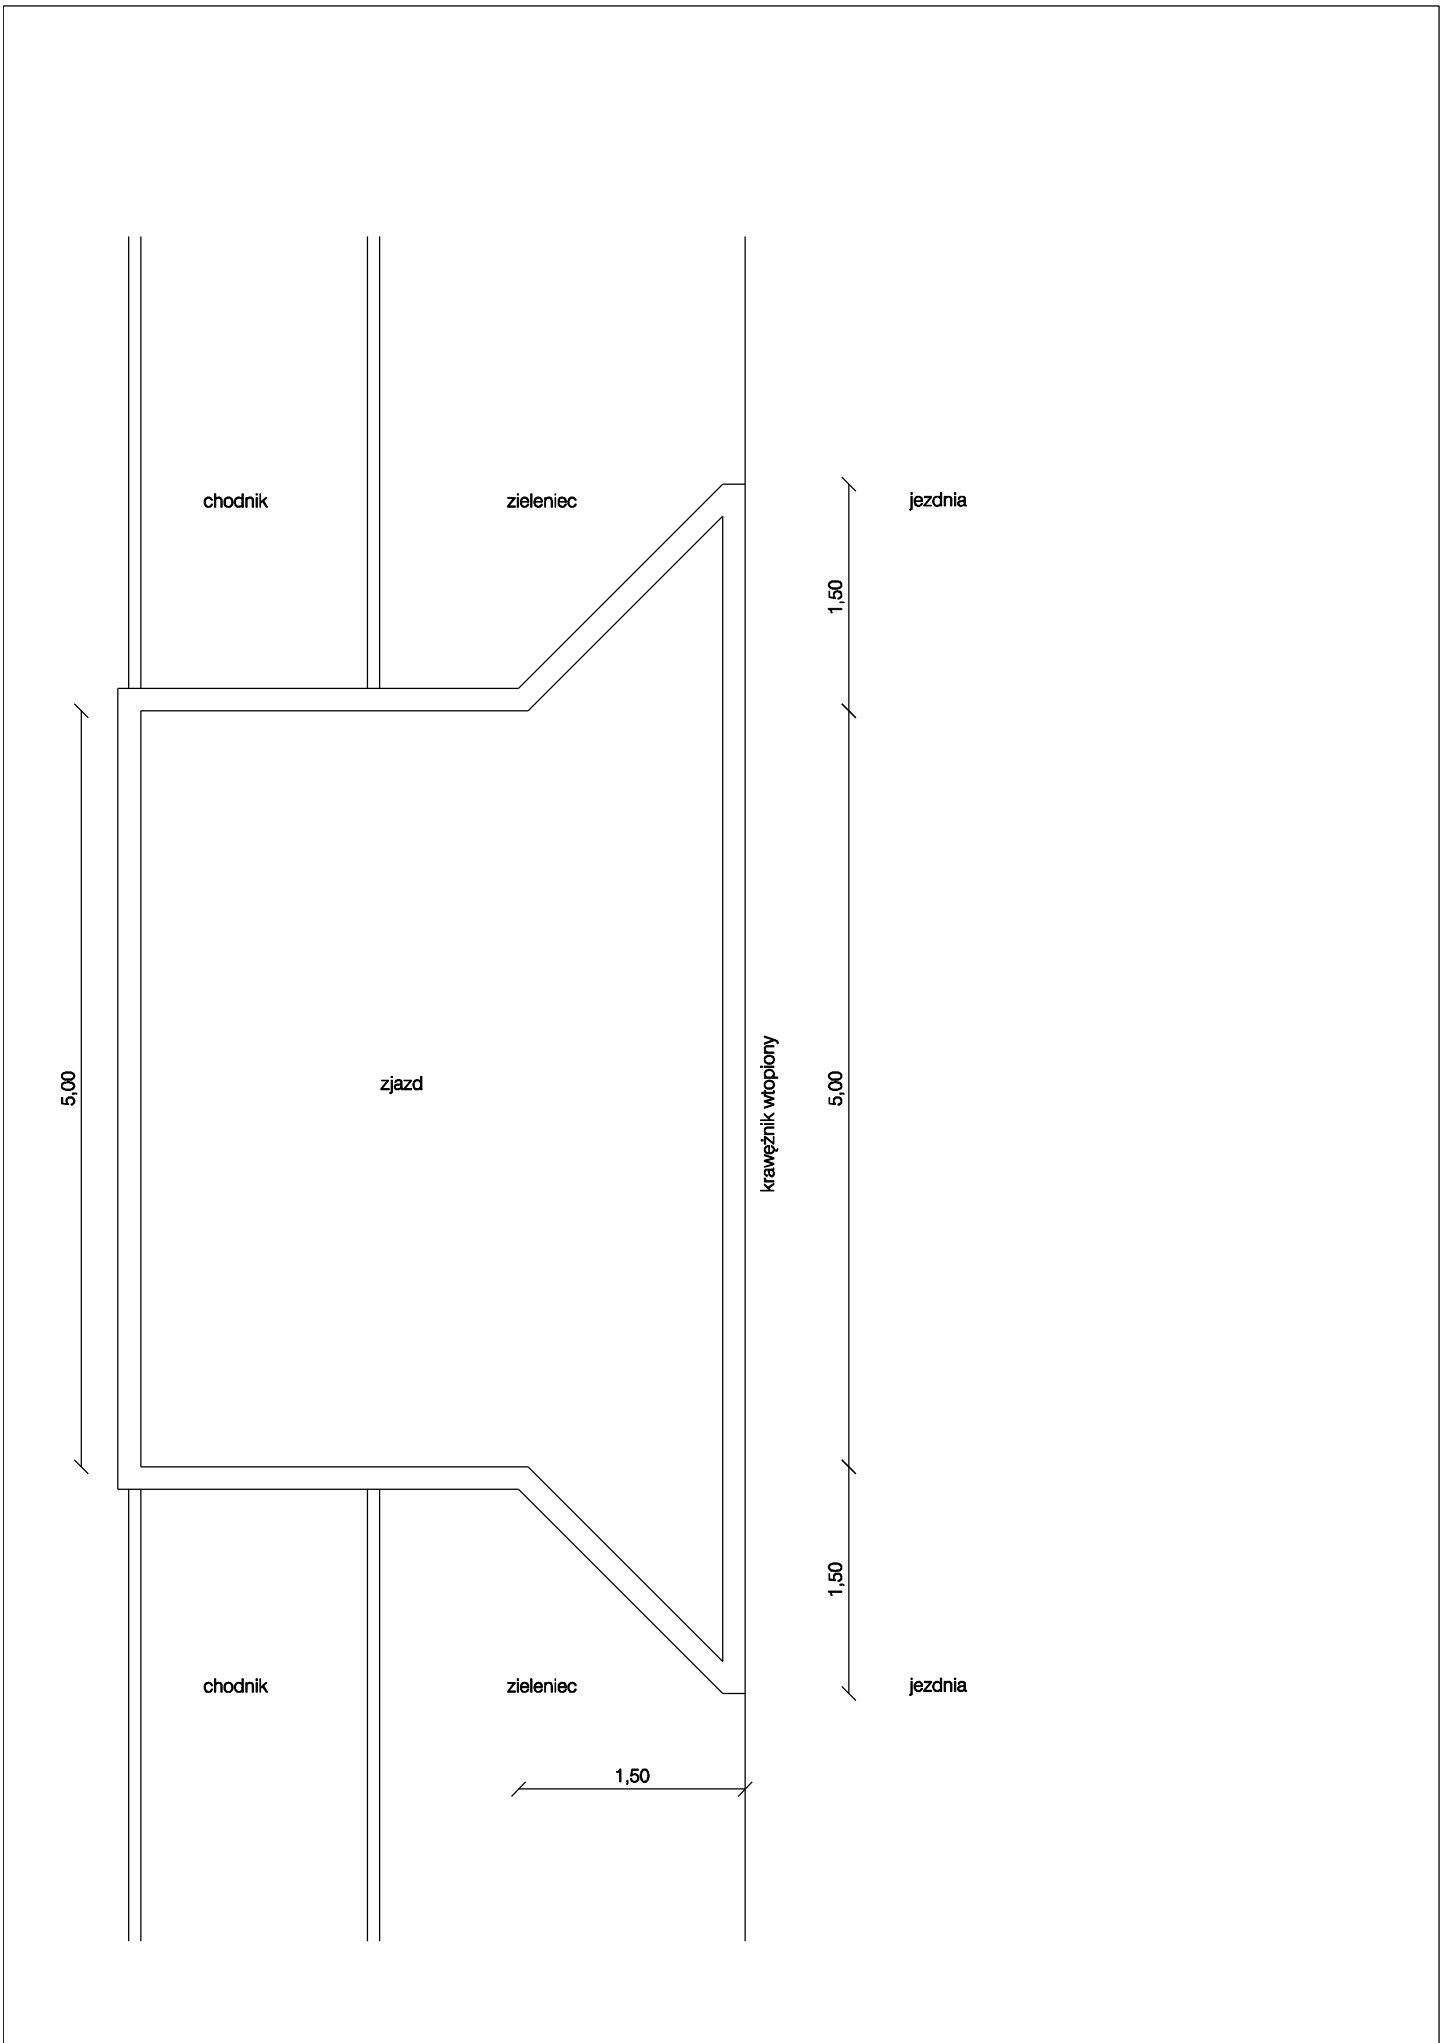 chodnik
zieleniec
jezdnia
1,50
5,00
zjazd
krawężnik wtopiony
5,00
1,50
chodnik
zieleniec
jezdnia
1,50